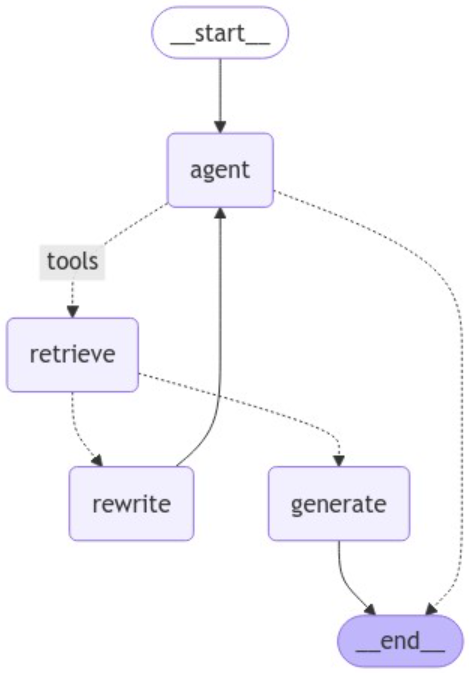 __start__
agent
tools
retrieve
rewrite
generate
__end__